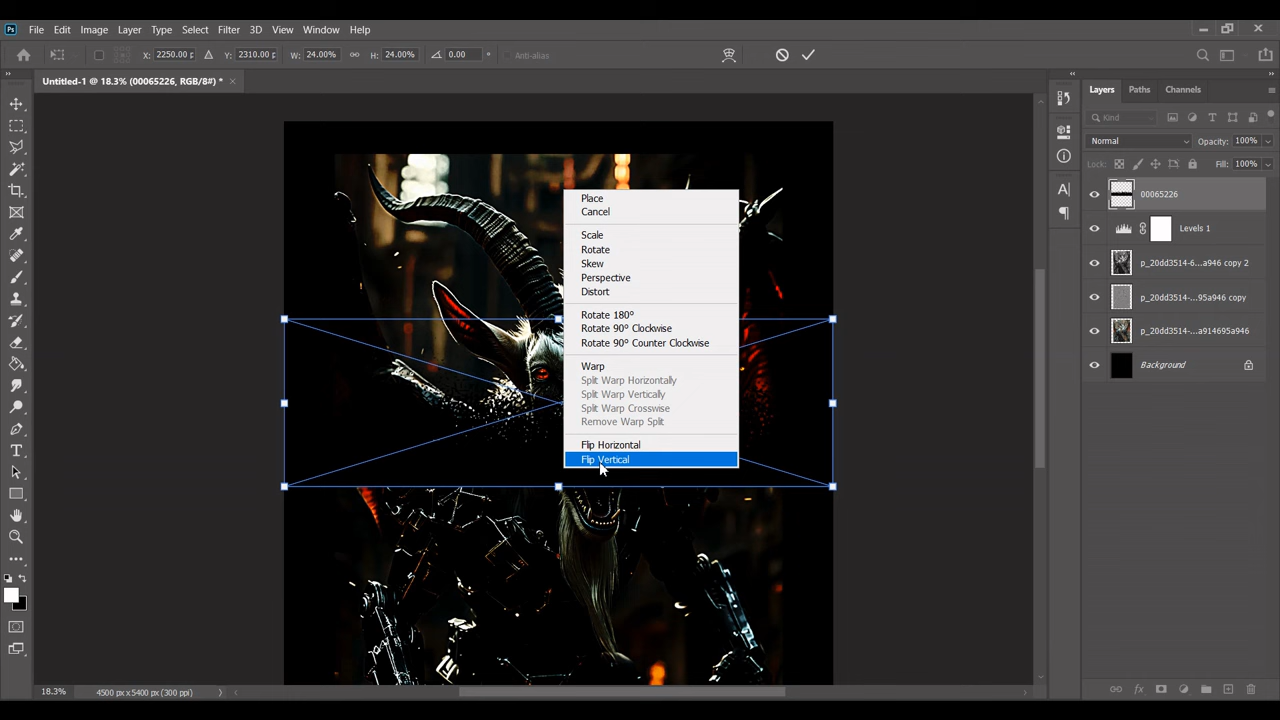 Ps File Edit Image Layer Type Select Filter 3D View Window Help
X: 2250.00 Y: 2310.00 W: 24.00% H: 24.00% 0.00 ° Anti-alias
Untitled-1 @ 18.3% (00065226, RGB/8#) *
Layers Paths Channels
Kind
Normal Opacity: 100%
Lock: Fill: 100%
00065226
Levels 1
p_20dd3514-6...a946 copy 2
p_20dd3514-...95a946 copy
p_20dd3514-...a914695a946
Background
Place
Cancel
Scale
Rotate
Skew
Perspective
Distort
Rotate 180º
Rotate 90º Clockwise
Rotate 90º Counter Clockwise
Warp
Split Warp Horizontally
Split Warp Vertically
Split Warp Crosswise
Remove Warp Split
Flip Horizontal
Flip Vertical
18.3% 4500 px x 5400 px (300 ppi)